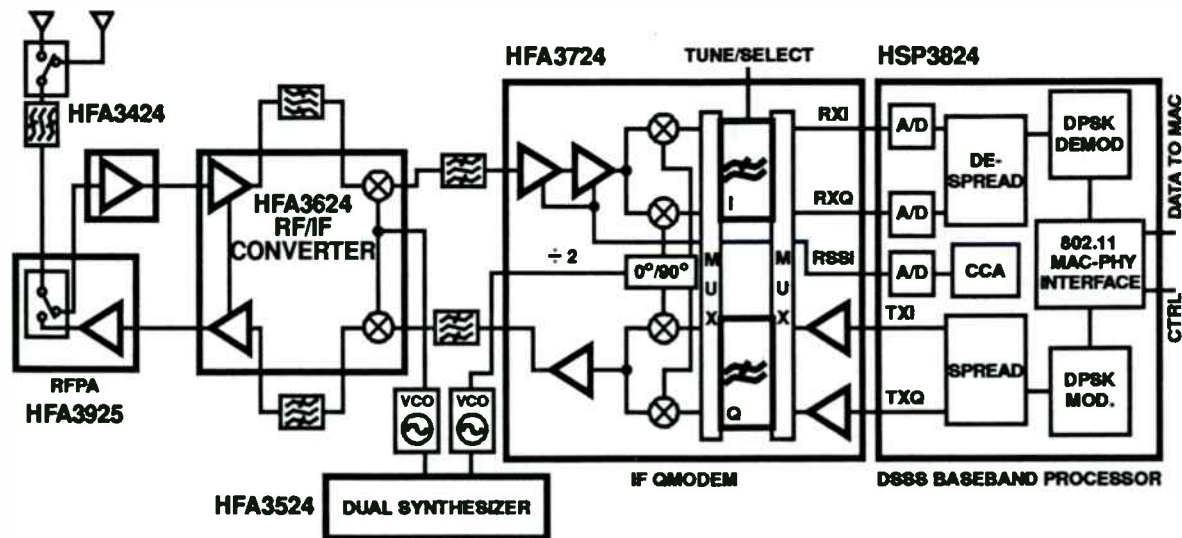 HFA3424
HFA3624
RF/IF
CONVERTER
RFPA
HFA3925
VCO
VCO
HFA3524
DUAL SYNTHESIZER
HFA3724
TUNE/SELECT
÷ 2
0°/90°
I
Q
M
U
X
M
U
X
RXI
RXQ
RSSI
TXI
TXQ
IF QMODEM
HSP3824
A/D
A/D
A/D
DE-
SPREAD
CCA
SPREAD
DPSK
DEMOD
802.11
MAC-PHY
INTERFACE
DPSK
MOD.
DATA TO MAC
CTRL
DSSS BASEBAND PROCESSOR